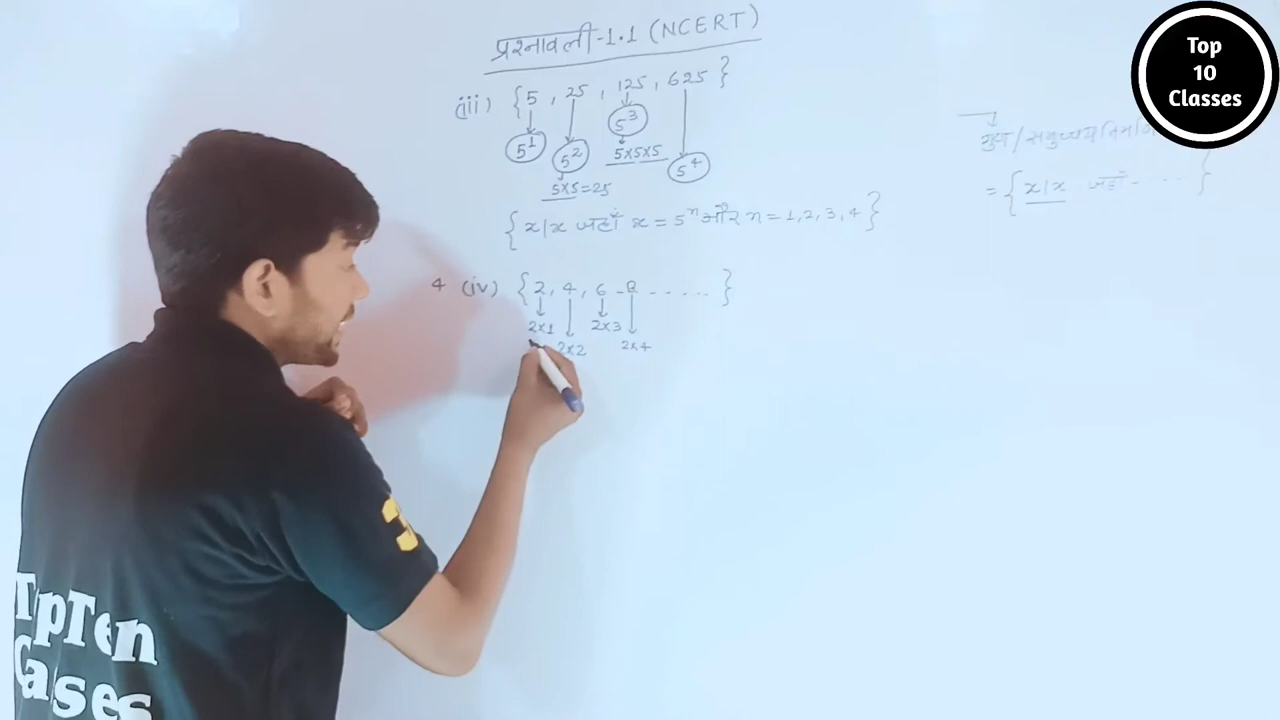 प्रश्नावली-1.1 (NCERT)
(iii) {5, 25, 125, 625}
5¹ 5² 5³ 5⁴
5×5×5
5×5=25
{x|x जहाँ x = 5ⁿ और n = 1, 2, 3, 4}
4 (iv) {2, 4, 6 8 ......}
2×1 2×2 2×3 2×4
= {x|x जहाँ - ....}
Top
10
Classes
TopTen